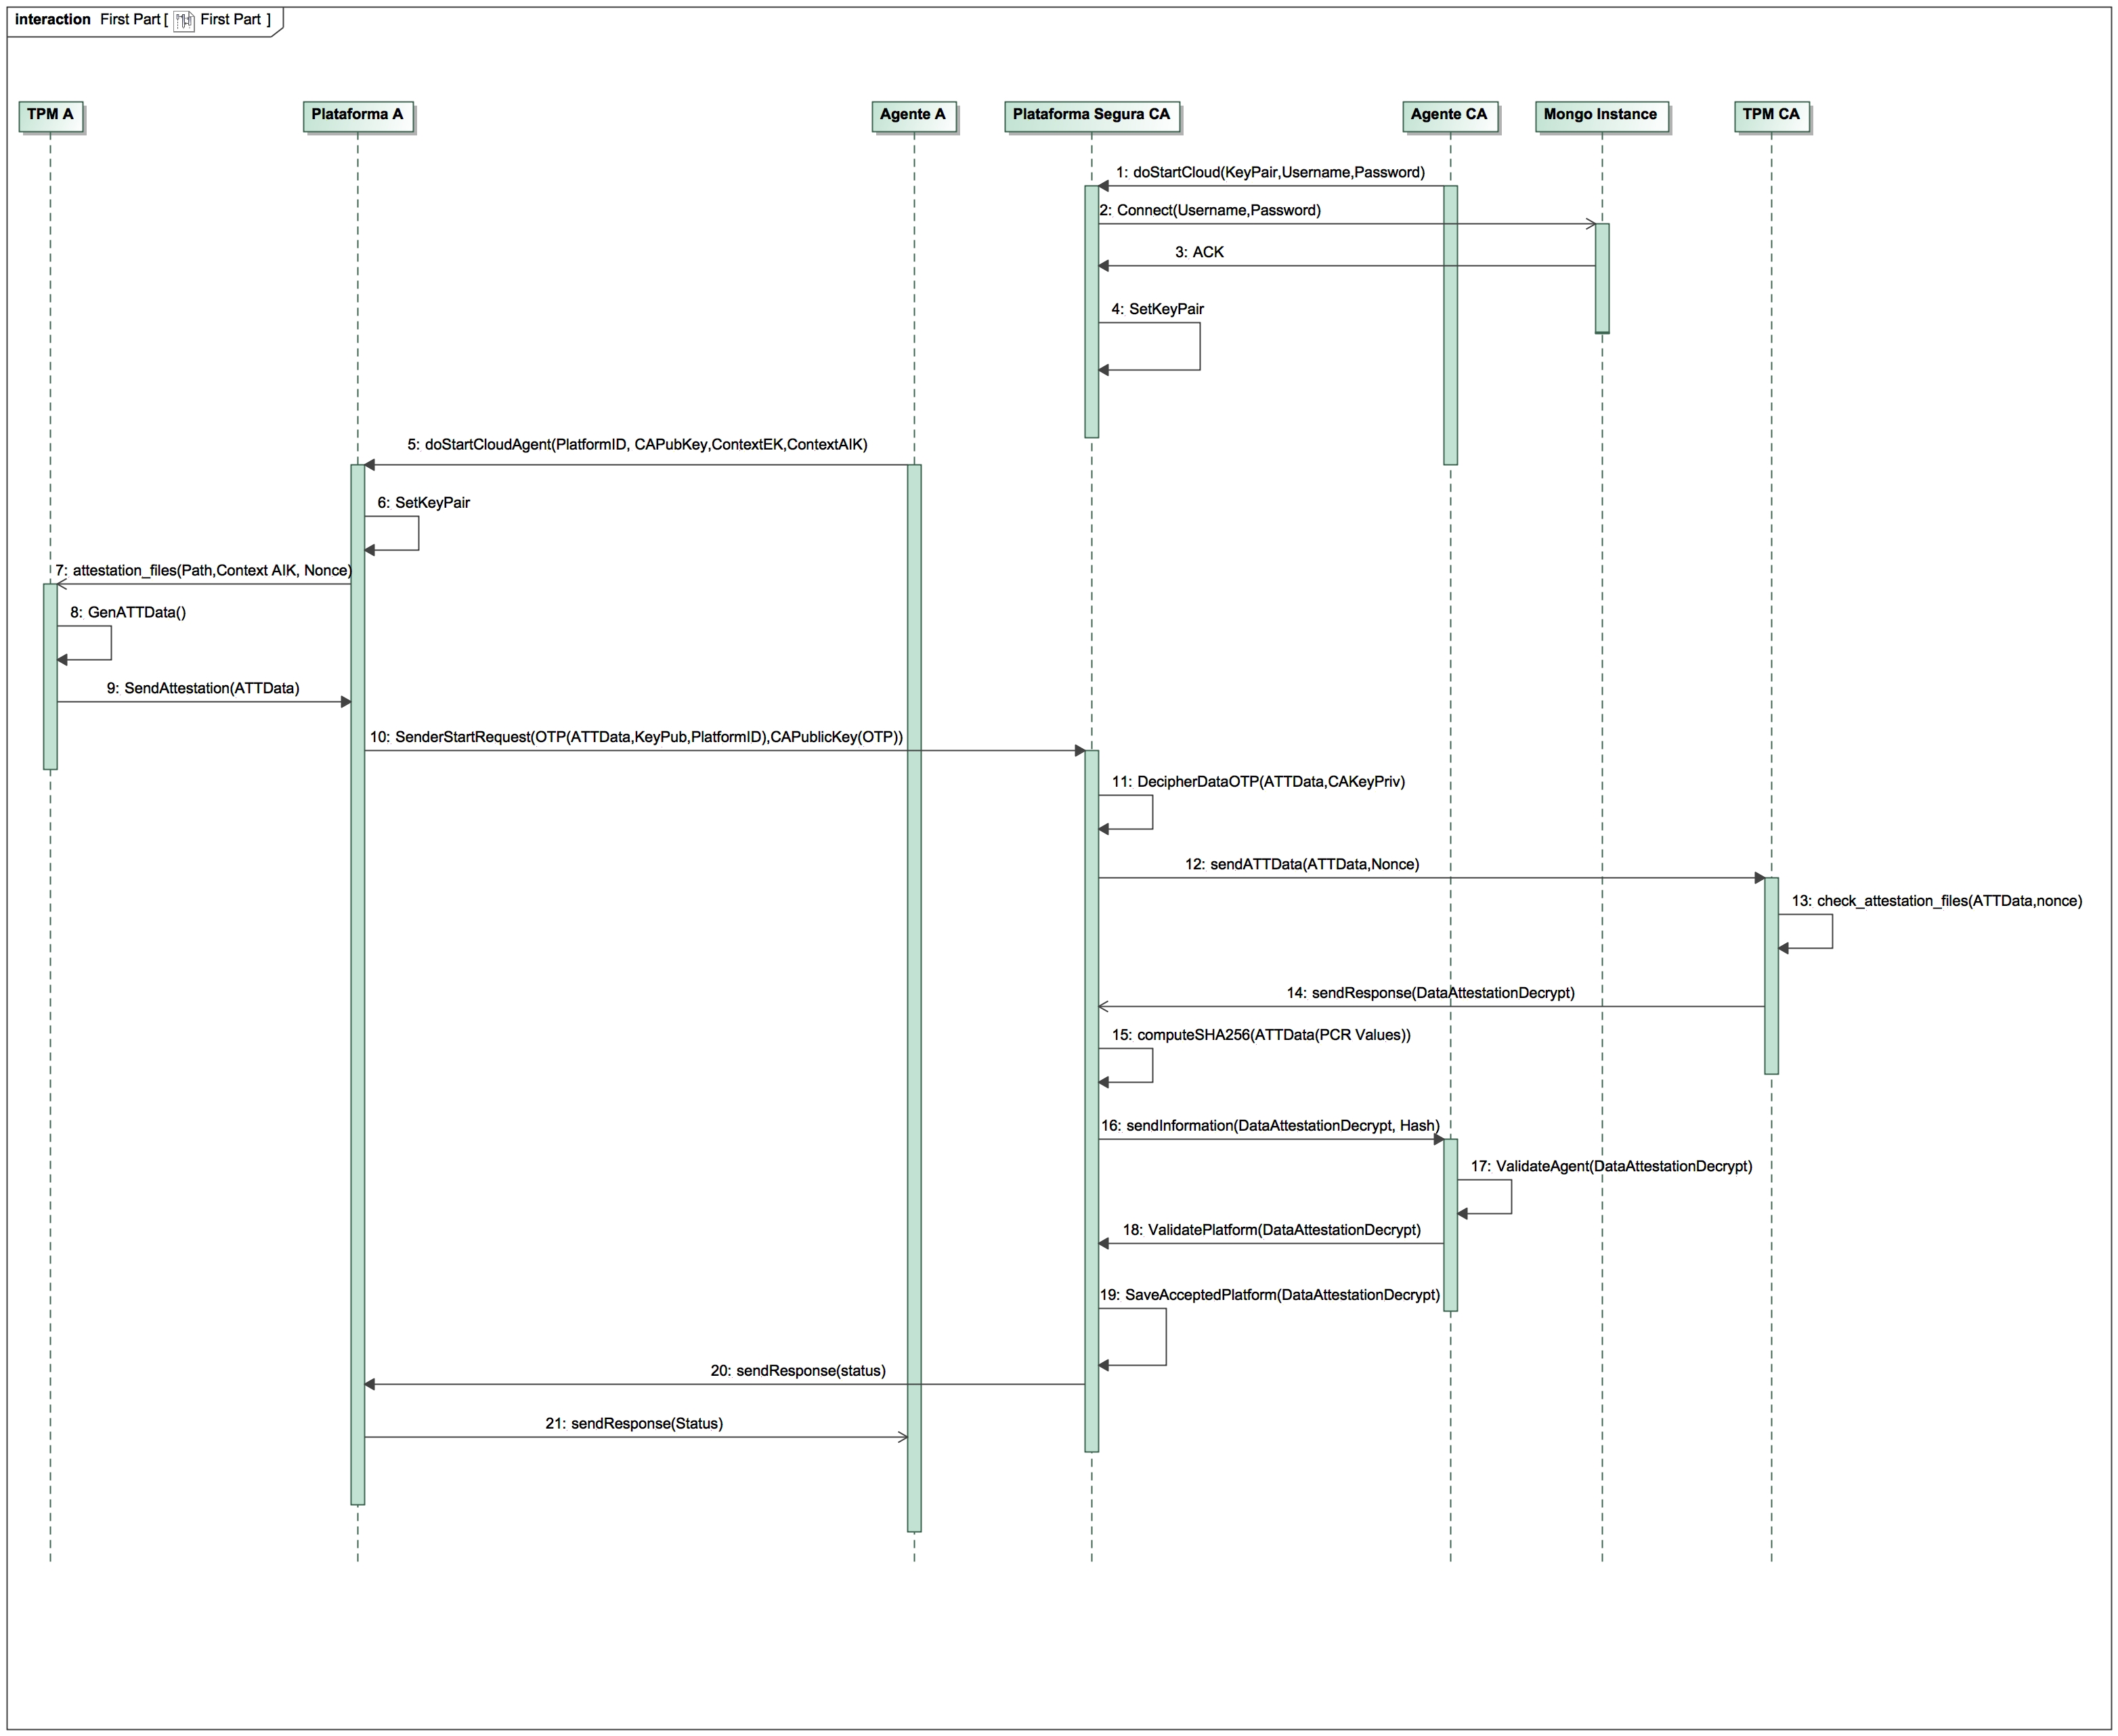 interaction First Part [ First Part ]
TPM A
Plataforma A
Agente A
Plataforma Segura CA
Agente CA
Mongo Instance
TPM CA
1: doStartCloud(KeyPair,Username,Password)
2: Connect(Username,Password)
3: ACK
4: SetKeyPair
5: doStartCloudAgent(PlatformID, CAPubKey,ContextEK,ContextAIK)
6: SetKeyPair
7: attestation_files(Path,Context AIK, Nonce)
8: GenATTData()
9: SendAttestation(ATTData)
10: SenderStartRequest(OTP(ATTData,KeyPub,PlatformID),CAPublicKey(OTP))
11: DecipherDataOTP(ATTData,CAKeyPriv)
12: sendATTData(ATTData,Nonce)
13: check_attestation_files(ATTData,nonce)
14: sendResponse(DataAttestationDecrypt)
15: computeSHA256(ATTData(PCR Values))
16: sendInformation(DataAttestationDecrypt, Hash)
17: ValidateAgent(DataAttestationDecrypt)
18: ValidatePlatform(DataAttestationDecrypt)
19: SaveAcceptedPlatform(DataAttestationDecrypt)
20: sendResponse(status)
21: sendResponse(Status)